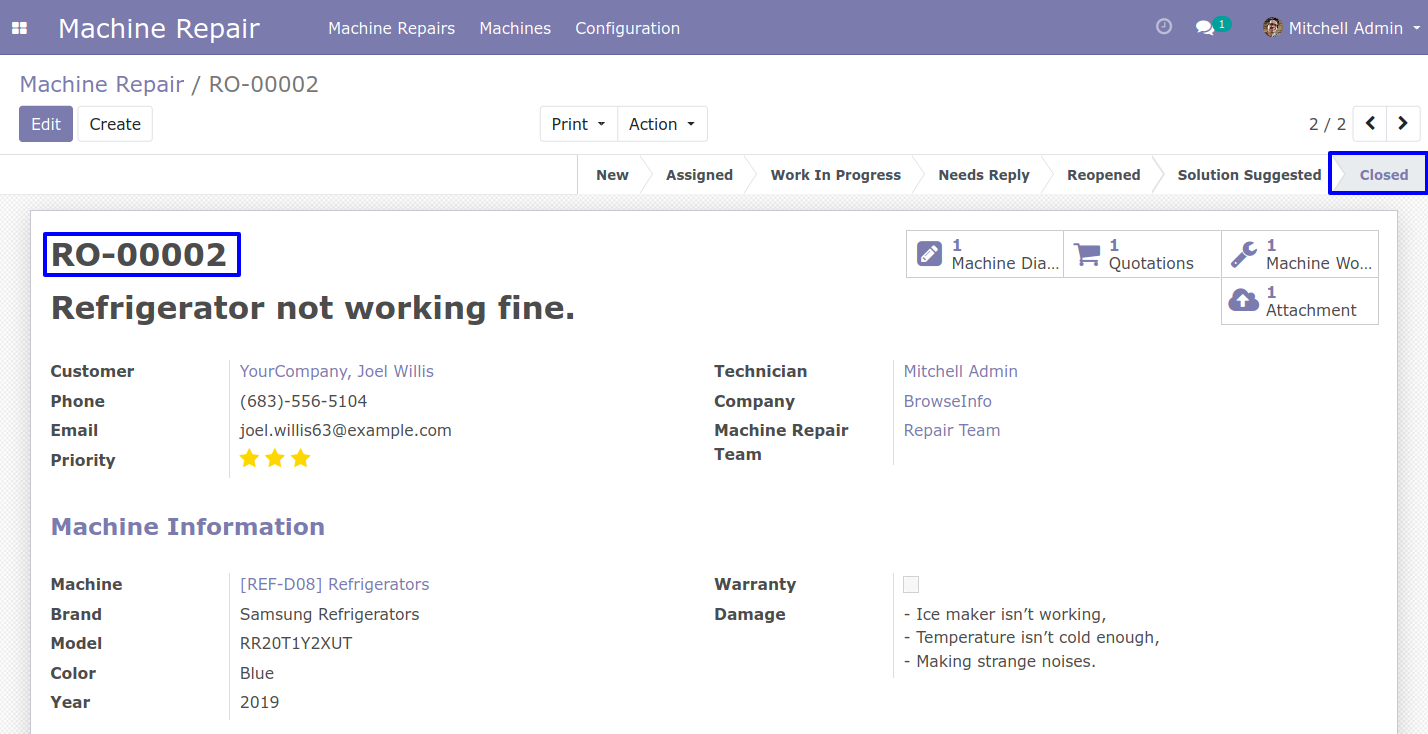 Machine Repair Machine Repairs Machines Configuration 1 Mitchell Admin
Machine Repair / RO-00002
Edit Create Print Action 2 / 2
New Assigned Work In Progress Needs Reply Reopened Solution Suggested Closed
RO-00002
1 Machine Dia...
1 Quotations
1 Machine Wo...
1 Attachment
Refrigerator not working fine.
Customer YourCompany, Joel Willis
Phone (683)-556-5104
Email joel.willis63@example.com
Priority
Technician Mitchell Admin
Company BrowseInfo
Machine Repair Team Repair Team
Machine Information
Machine [REF-D08] Refrigerators
Brand Samsung Refrigerators
Model RR20T1Y2XUT
Color Blue
Year 2019
Warranty
Damage - Ice maker isn’t working,
- Temperature isn’t cold enough,
- Making strange noises.